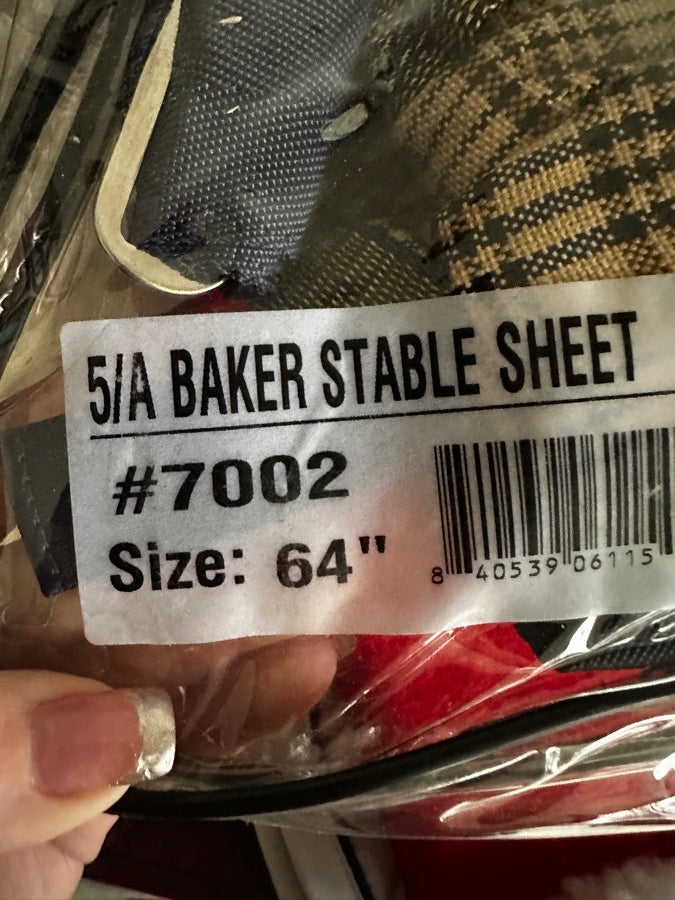 5/A BAKER STABLE SHEET
#7002
Size: 64"
8 40539 06115